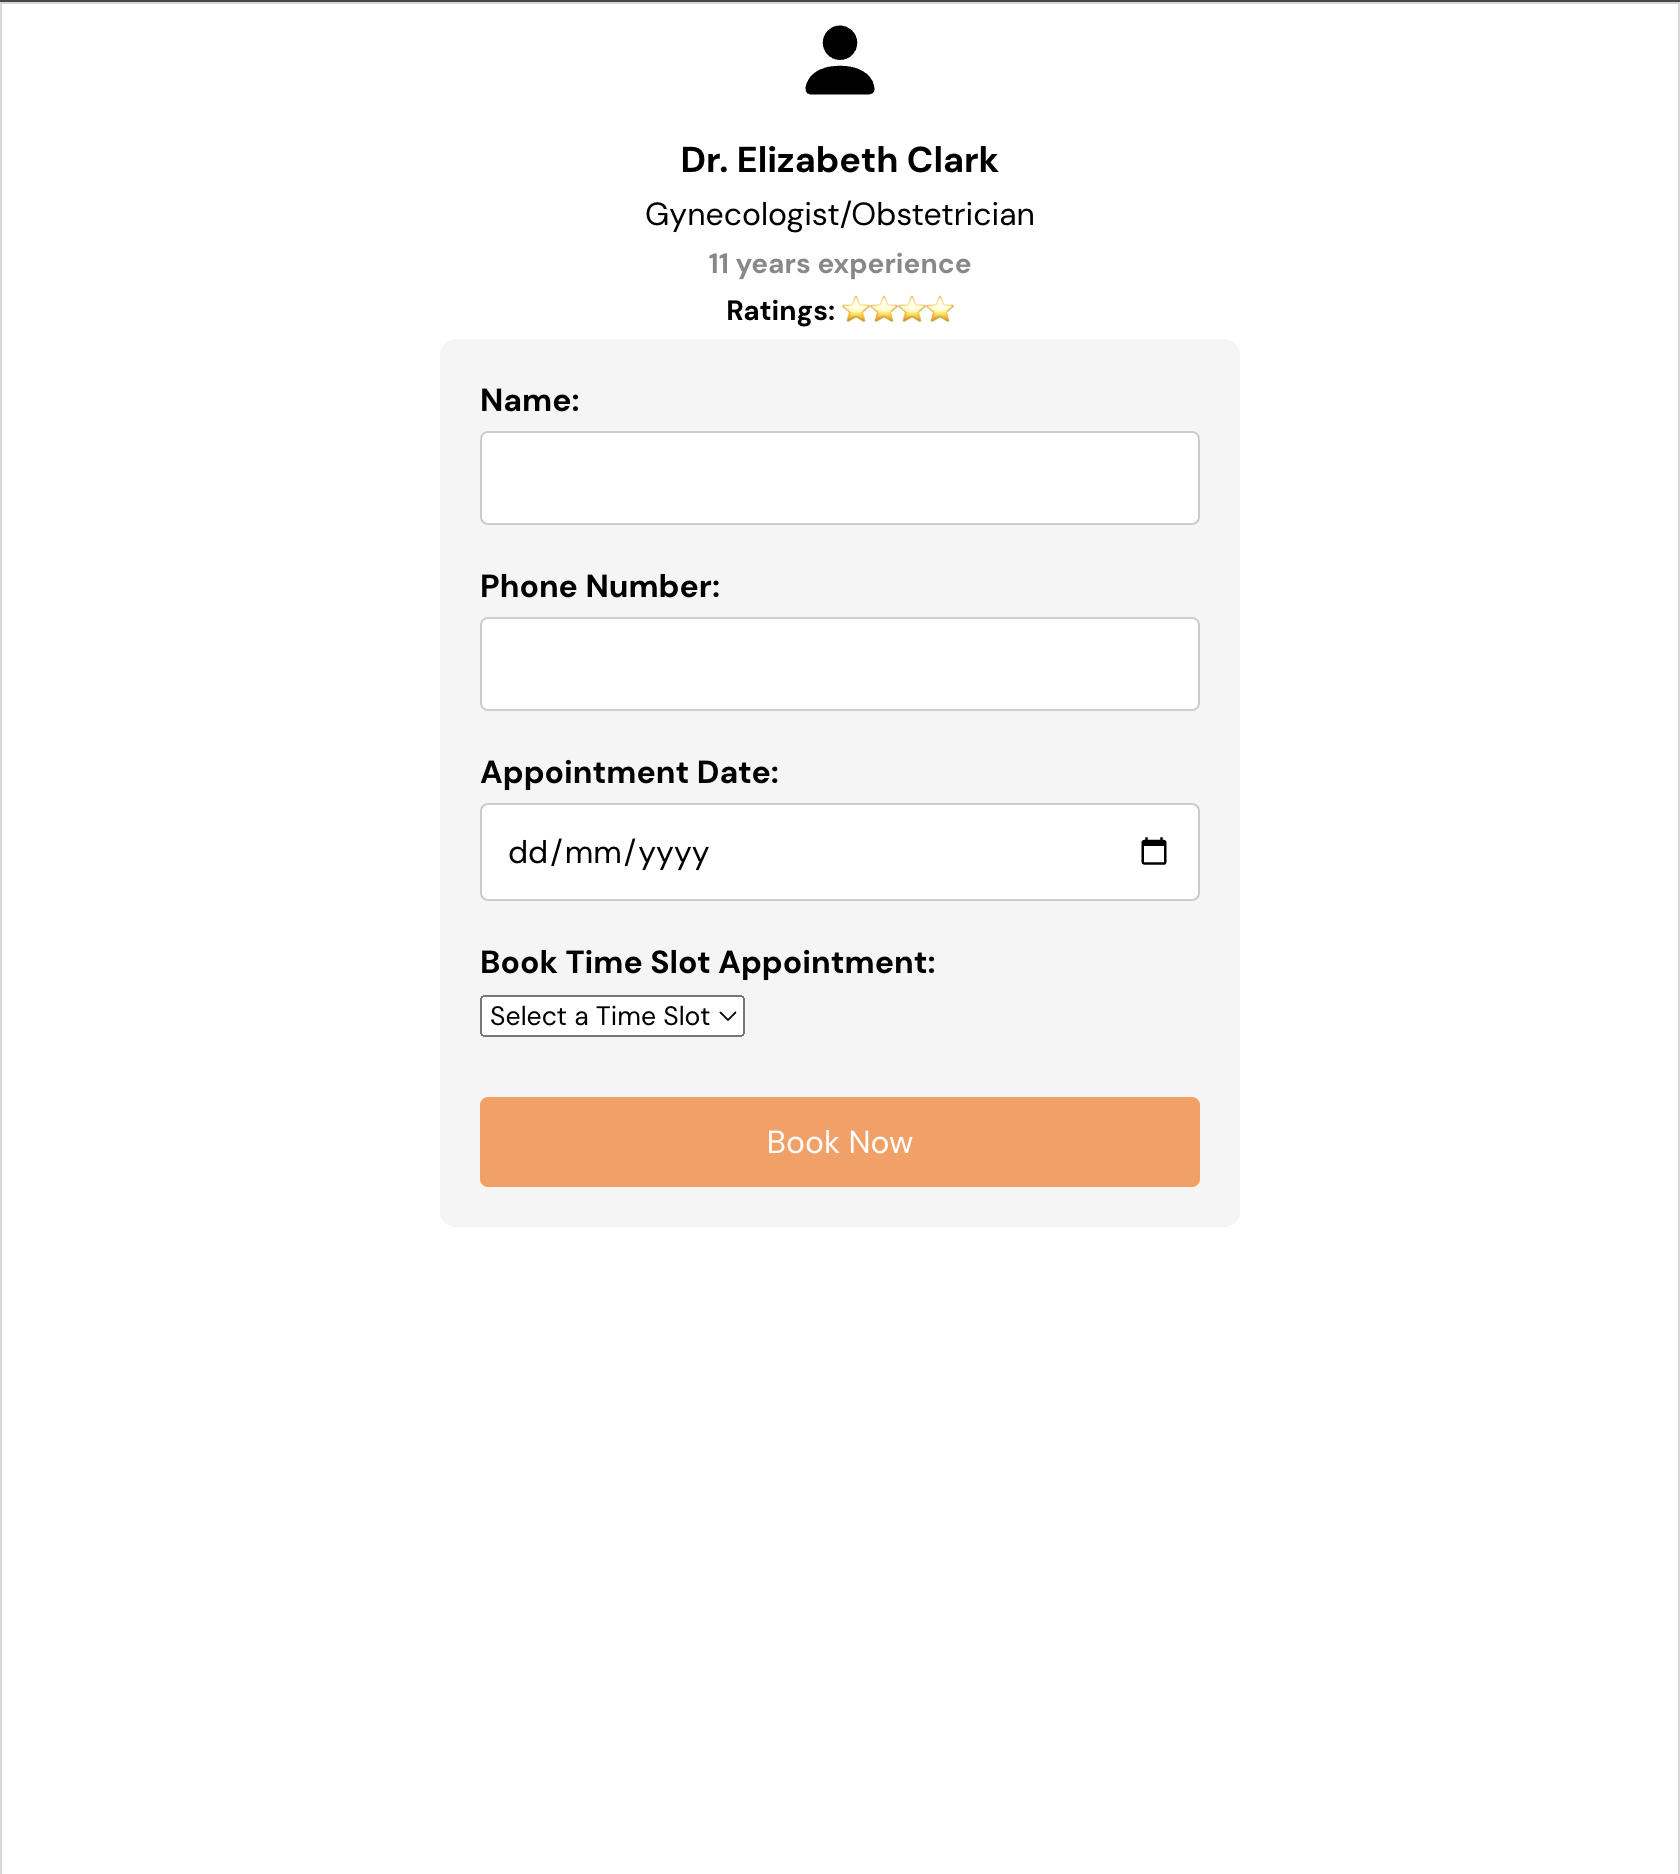 Dr. Elizabeth Clark
Gynecologist/Obstetrician
11 years experience
Ratings: ⭐⭐⭐⭐
Name:
Phone Number:
Appointment Date:
dd/mm/yyyy
Book Time Slot Appointment:
Select a Time Slot
Book Now